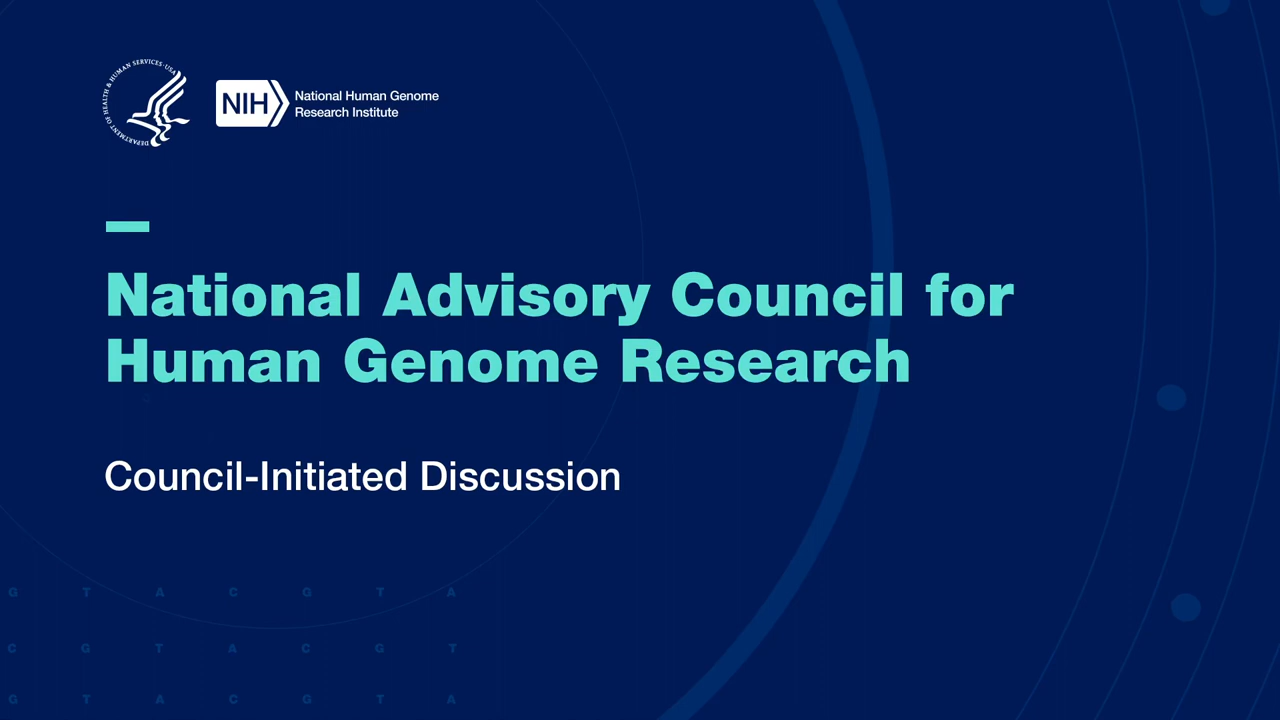 DEPARTMENT OF HEALTH & HUMAN SERVICES·USA
NIH
National Human Genome
Research Institute
National Advisory Council for
Human Genome Research
Council-Initiated Discussion
G T A C G T A
C G T A C G T
G T A C G T A